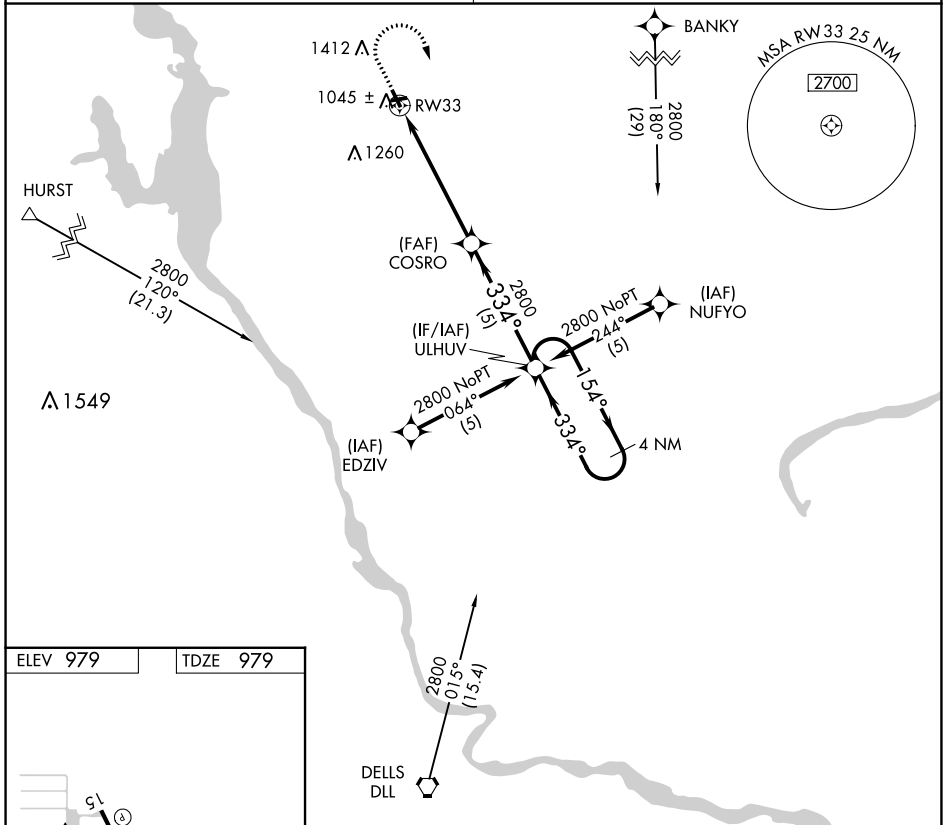 BANKY
2800
180°
(29)
MSA RW33 25 NM
2700
1412
1045 ±
RW33
1260
HURST
2800
120°
(21.3)
(FAF)
COSRO
2800
334°
(5)
(IAF)
NUFYO
2800 NoPT
244°
(5)
(IF/IAF)
ULHUV
2800 NoPT
064°
(5)
154°
334°
4 NM
(IAF)
EDZIV
1549
2800
015°
(15.4)
DELLS
DLL
ELEV 979
TDZE 979
15
P